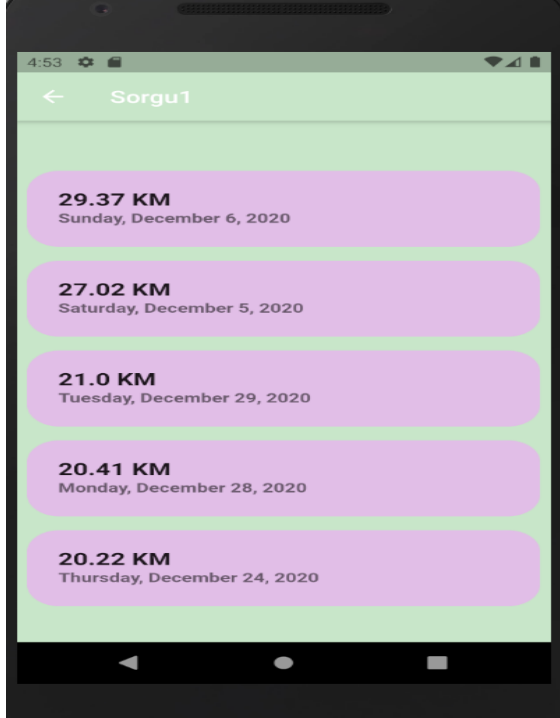 4:53
Sorgu1
29.37 KM
Sunday, December 6, 2020
27.02 KM
Saturday, December 5, 2020
21.0 KM
Tuesday, December 29, 2020
20.41 KM
Monday, December 28, 2020
20.22 KM
Thursday, December 24, 2020